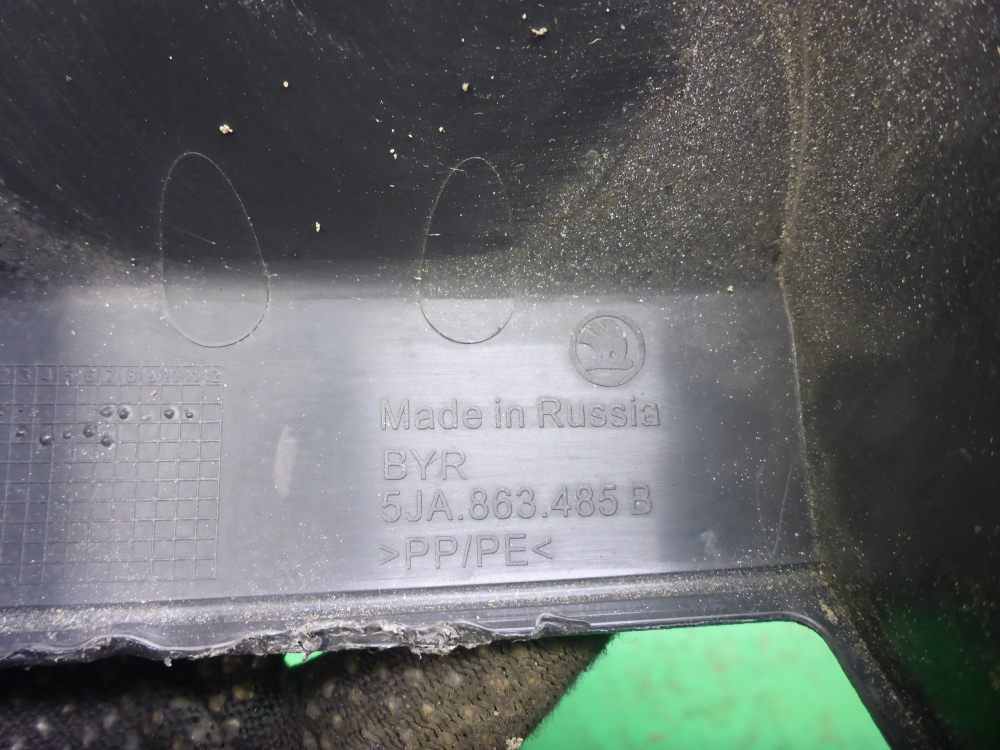 Made in Russia
BYR
5JA.863.485 B
>PP/PE<